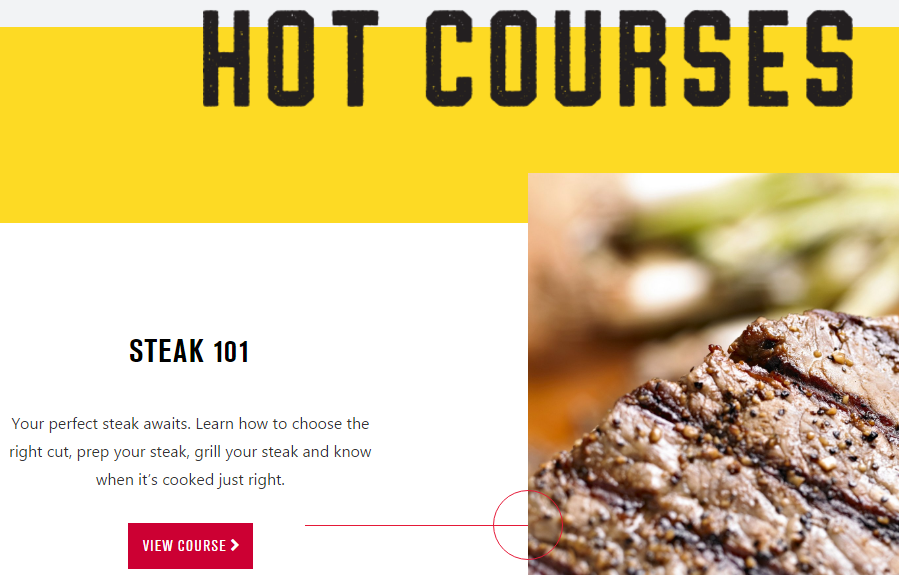 HOT COURSES
STEAK 101
Your perfect steak awaits. Learn how to choose the
right cut, prep your steak, grill your steak and know
when it’s cooked just right.
VIEW COURSE